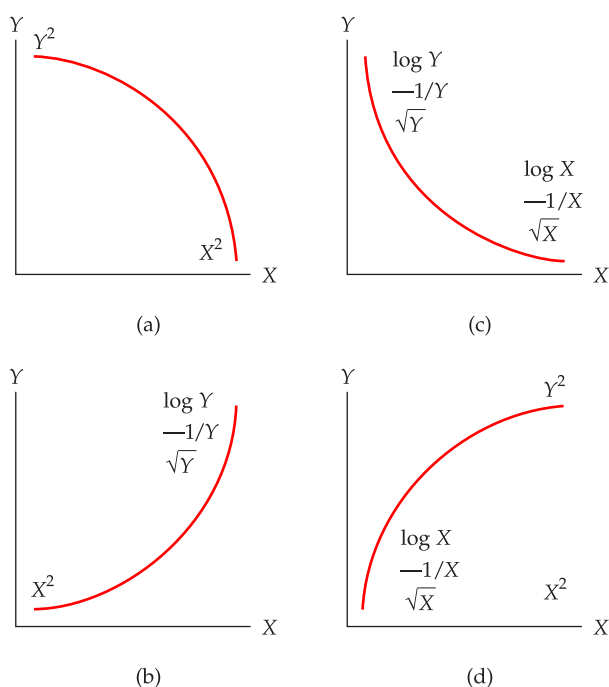 Y
Y²
X²
X
(a)
Y
log Y
—1/Y
√Y
log X
—1/X
√X
X
(c)
Y
log Y
—1/Y
√Y
X²
X
(b)
Y
Y²
log X
—1/X
√X
X²
X
(d)